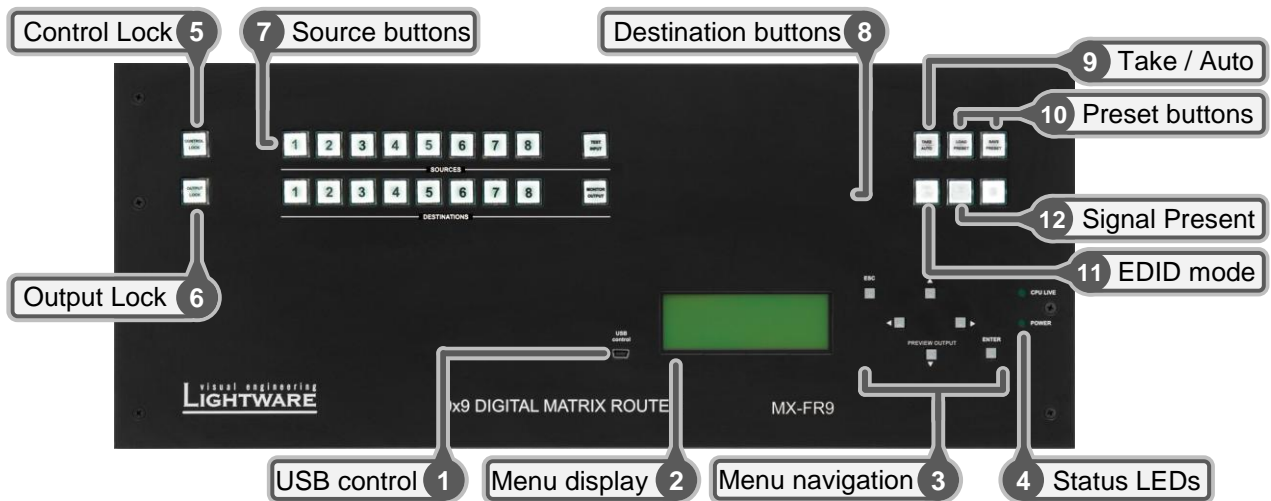 Control Lock 5
7 Source buttons
Destination buttons 8
9 Take / Auto
10 Preset buttons
CONTROL LOCK
1 2 3 4 5 6 7 8
TEST INPUT
TAKE AUTO
LOAD PRESET
SAVE PRESET
SOURCES
OUTPUT LOCK
1 2 3 4 5 6 7 8
MONITOR OUTPUT
DESTINATIONS
12 Signal Present
11 EDID mode
Output Lock 6
ESC
CPU LIVE
POWER
USB control
PREVIEW OUTPUT
ENTER
visual engineering
LIGHTWARE
x9 DIGITAL MATRIX ROUTE
MX-FR9
USB control 1
Menu display 2
Menu navigation 3
4 Status LEDs